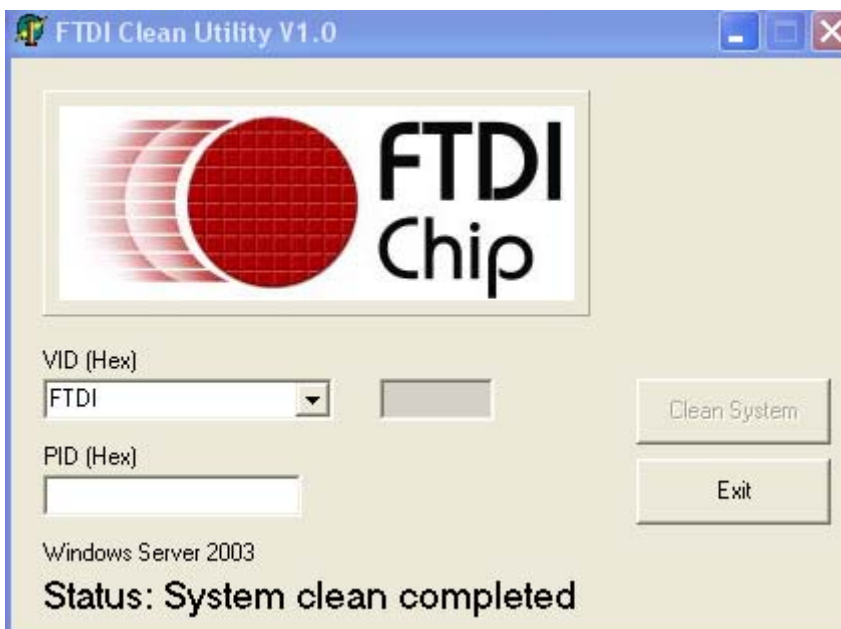 FTDI Clean Utility V1.0
FTDI
Chip
VID (Hex)
FTDI
Clean System
PID (Hex)
Exit
Windows Server 2003
Status: System clean completed